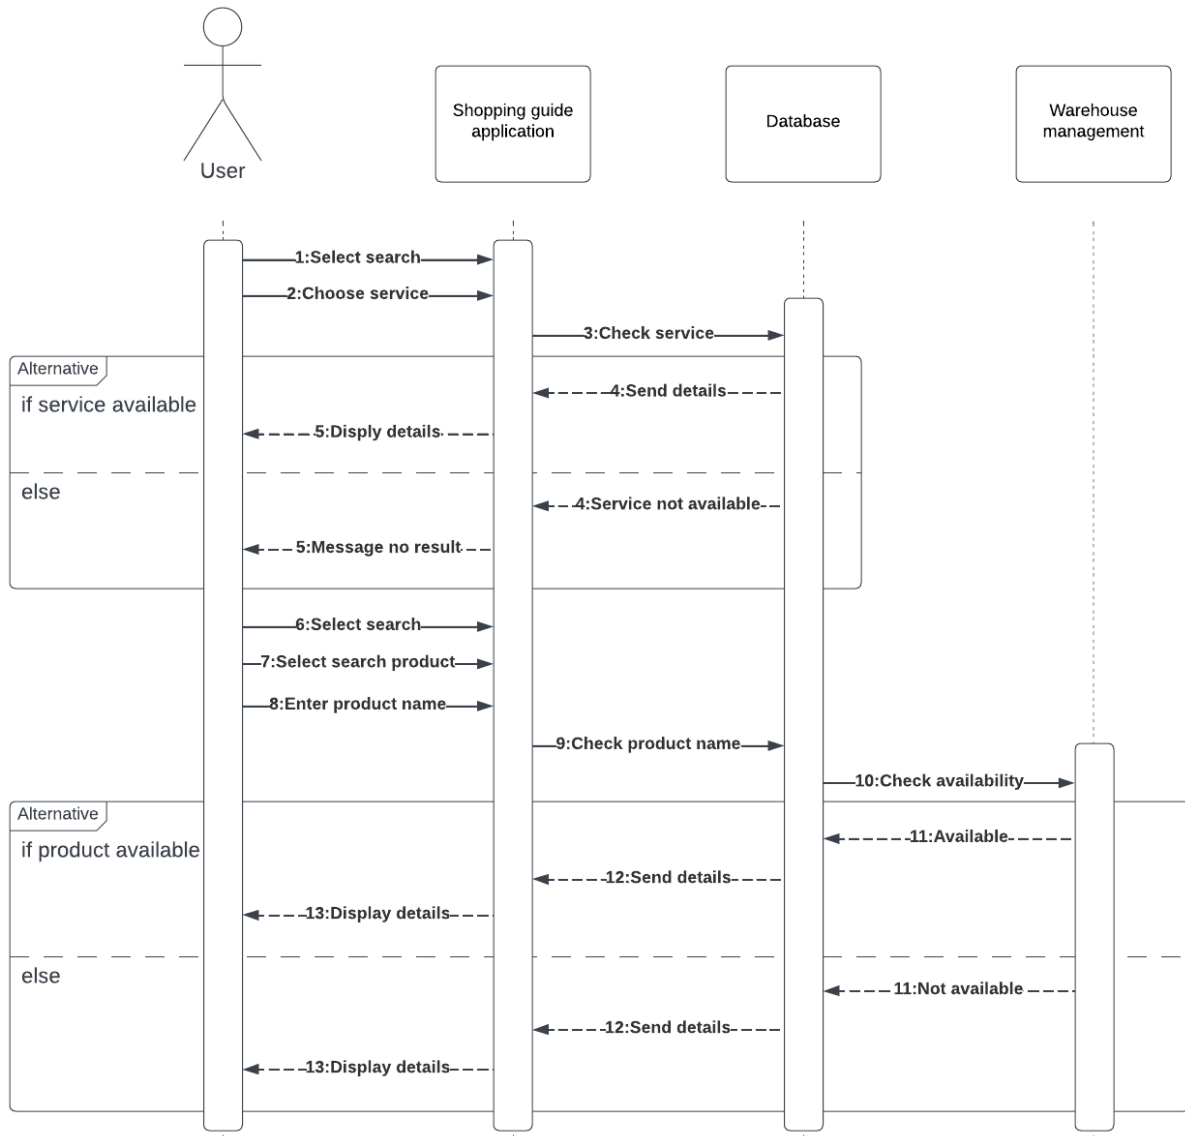 User
Shopping guide
application
Database
Warehouse
management
1:Select search
2:Choose service
3:Check service
Alternative
if service available
4:Send details
5:Disply details
else
4:Service not available
5:Message no result
6:Select search
7:Select search product
8:Enter product name
9:Check product name
10:Check availability
Alternative
if product available
11:Available
12:Send details
13:Display details
else
11:Not available
12:Send details
13:Display details